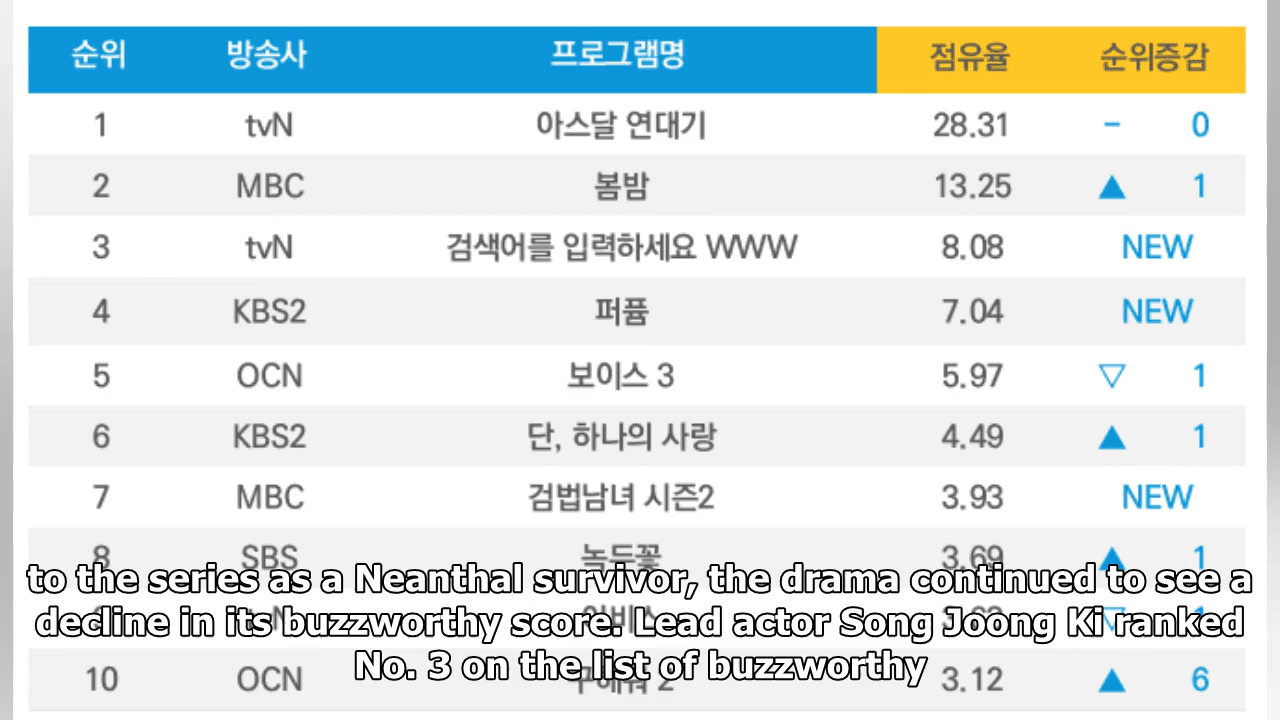 순위 방송사 프로그램명 점유율 순위증감
1 tvN 아스달 연대기 28.31 - 0
2 MBC 봄밤 13.25 ▲ 1
3 tvN 검색어를 입력하세요 WWW 8.08 NEW
4 KBS2 퍼퓸 7.04 NEW
5 OCN 보이스 3 5.97 ▽ 1
6 KBS2 단, 하나의 사랑 4.49 ▲ 1
7 MBC 검법남녀 시즌2 3.93 NEW
8 SBS 녹두꽃 3.69 ▲ 1
to the series as a Neanthal survivor, the drama continued to see a
decline in its buzzworthy score. Lead actor Song Joong Ki ranked
No. 3 on the list of buzzworthy
10 OCN 2 3.12 ▲ 6